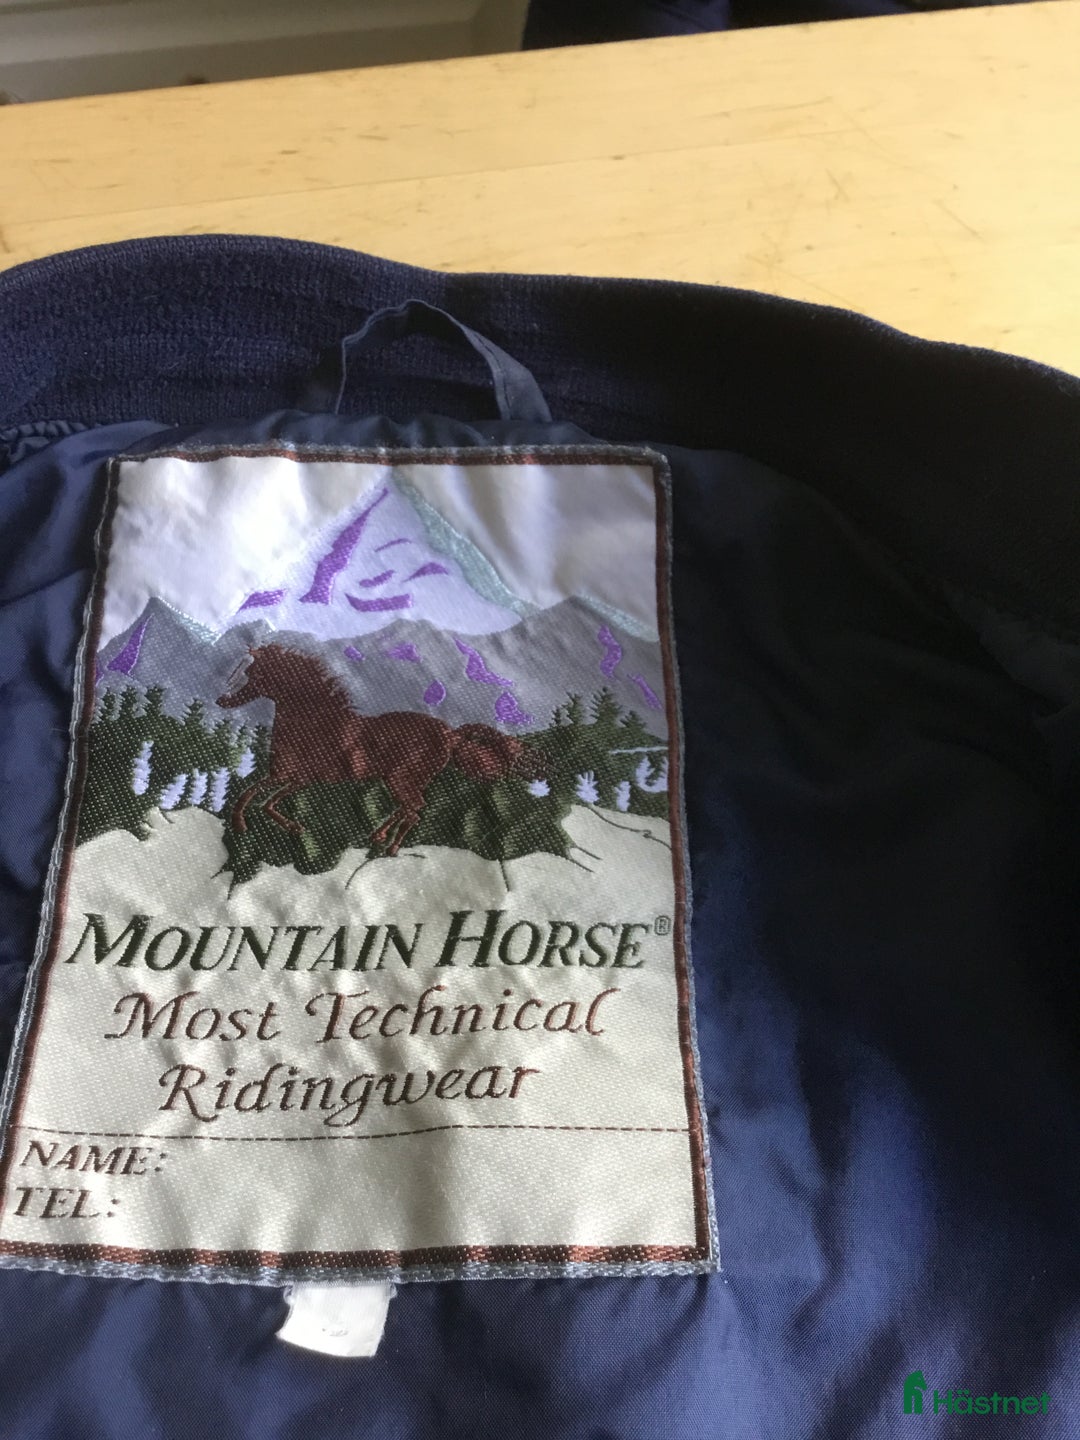 MOUNTAIN HORSE®
Most Technical
Ridingwear
NAME:
TEL:
Hästnet